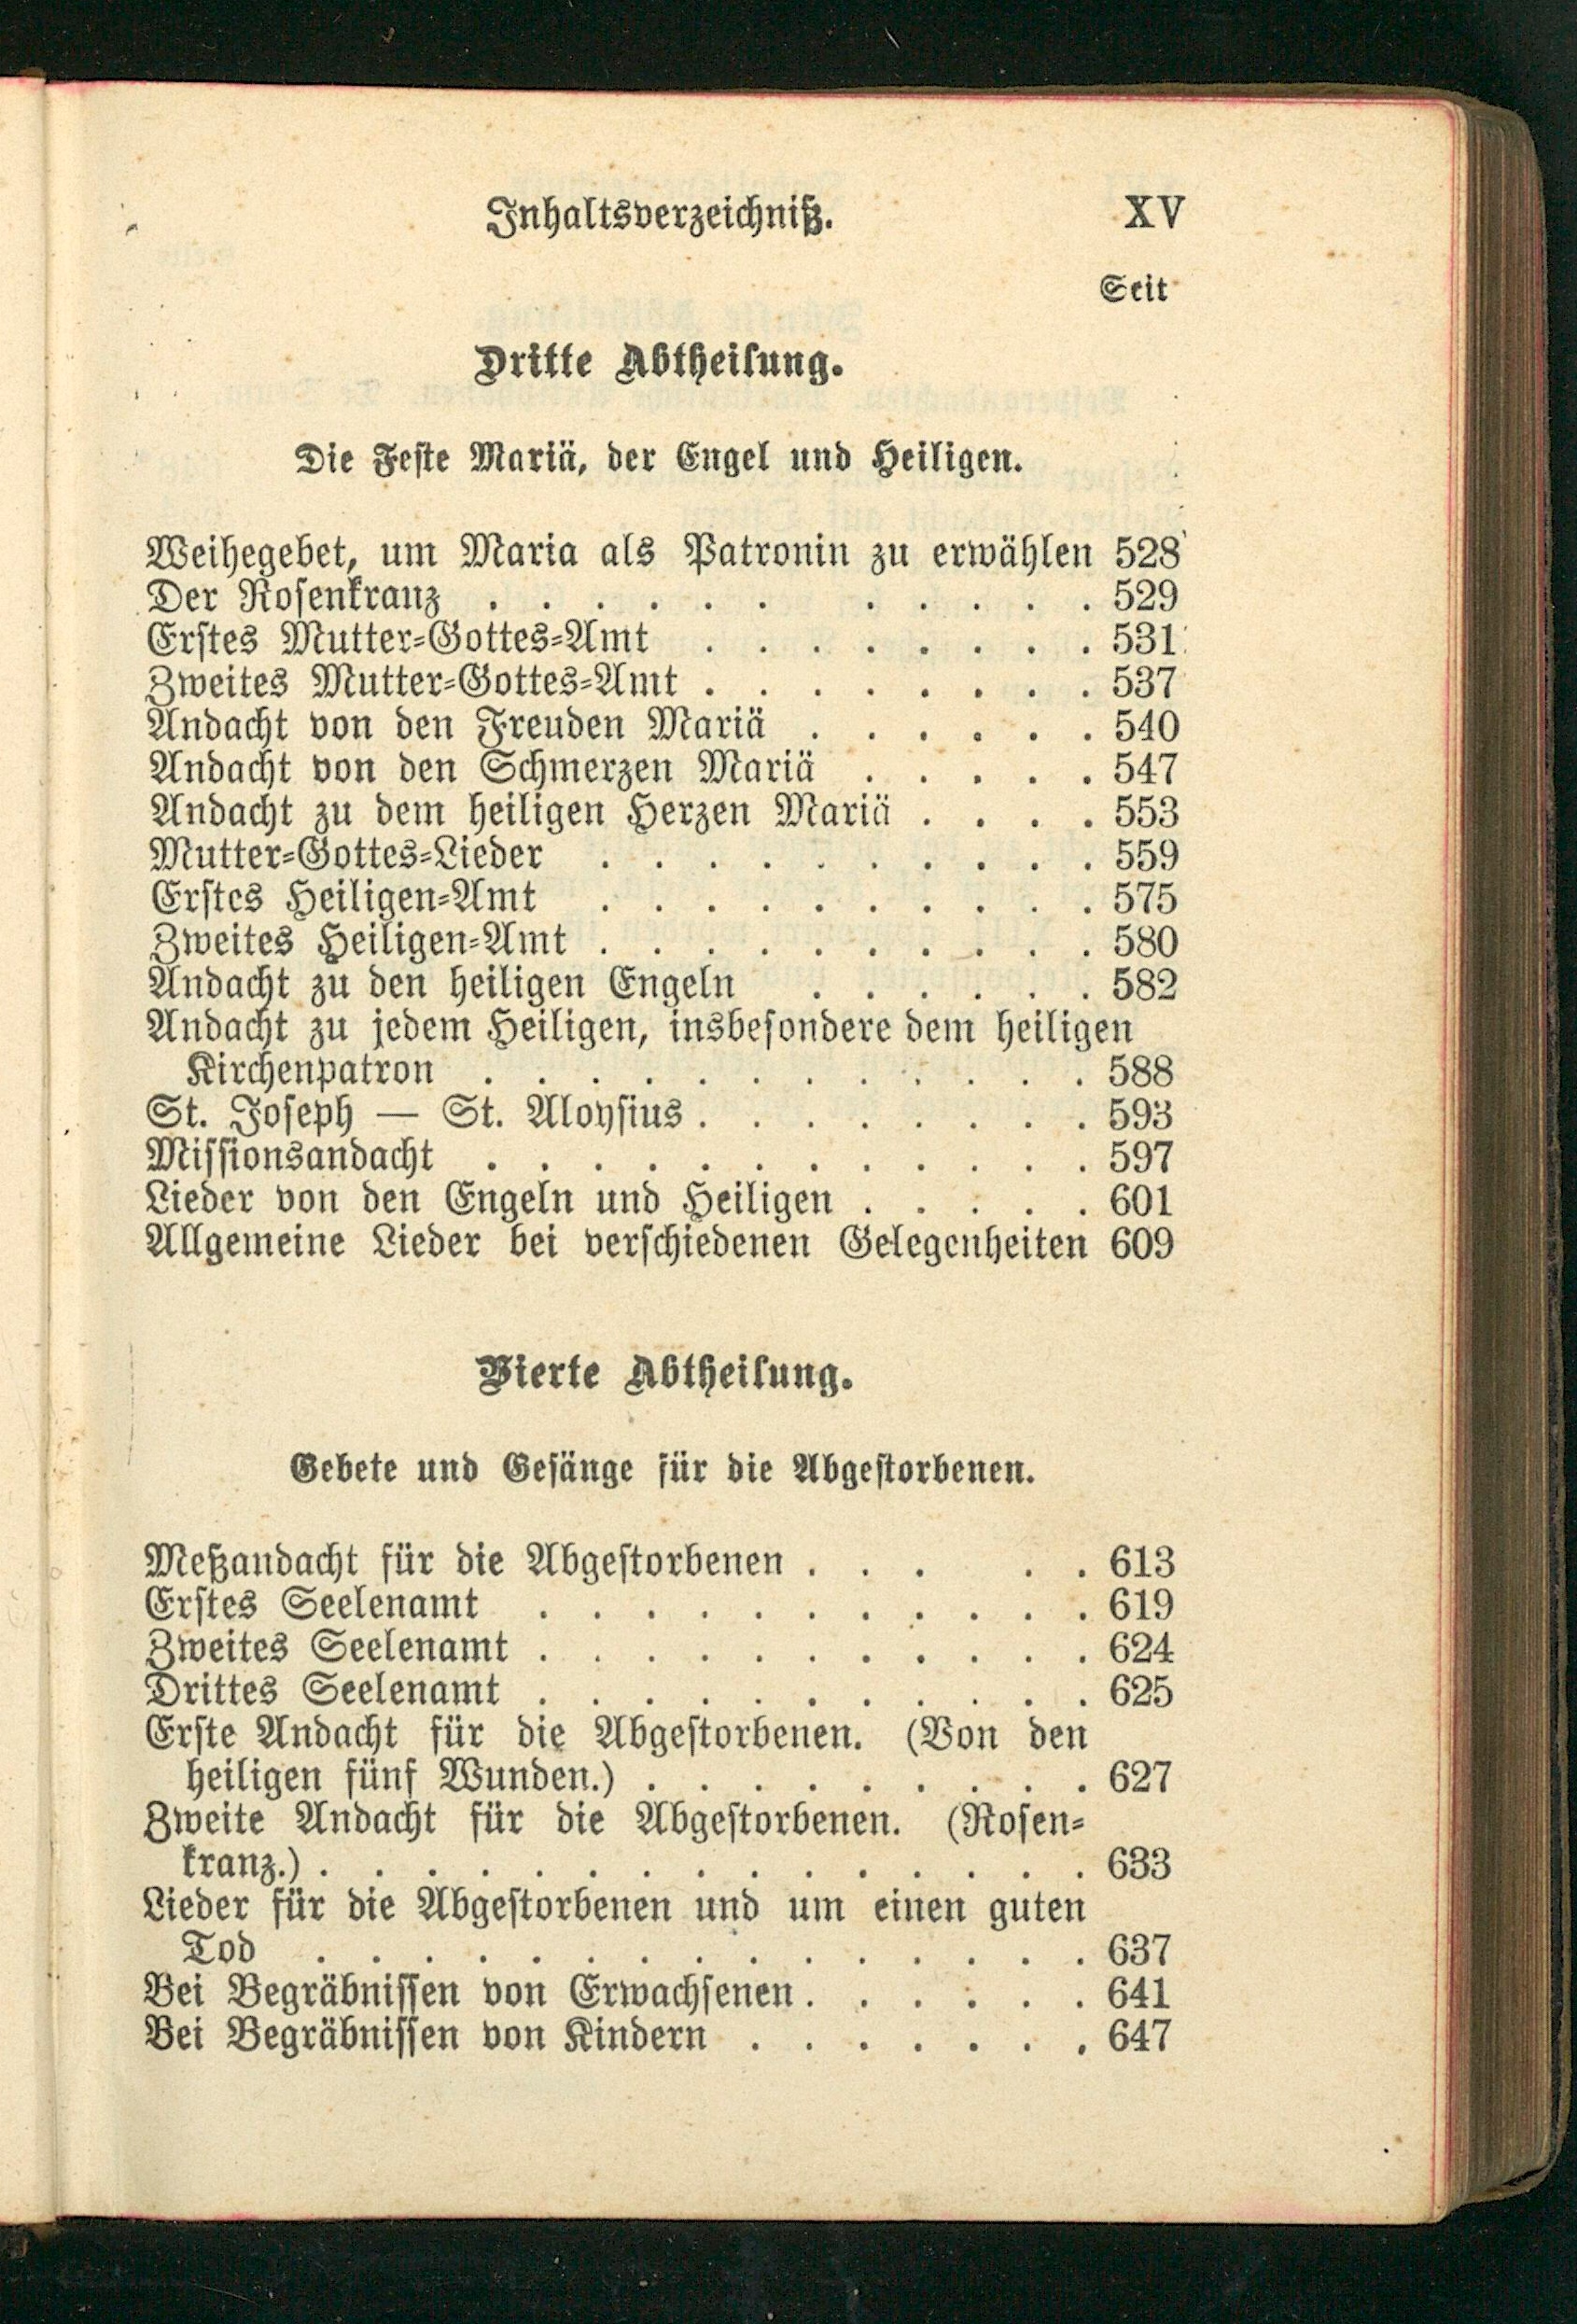 Inhaltsverzeichniß. XV
Seit
Dritte Abtheilung.
Die Feste Mariä, der Engel und Heiligen.
Weihegebet, um Maria als Patronin zu erwählen 528
Der Rosenkranz . . . . . . . . . . . 529
Erstes Mutter-Gottes-Amt . . . . . . . . 531
Zweites Mutter-Gottes-Amt . . . . . . . . 537
Andacht von den Freuden Mariä . . . . . . 540
Andacht von den Schmerzen Mariä . . . . . 547
Andacht zu dem heiligen Herzen Mariä . . . . 553
Mutter-Gottes-Lieder . . . . . . . . . . 559
Erstes Heiligen-Amt . . . . . . . . . . 575
Zweites Heiligen-Amt . . . . . . . . . . 580
Andacht zu den heiligen Engeln . . . . . . 582
Andacht zu jedem Heiligen, insbesondere dem heiligen
Kirchenpatron . . . . . . . . . . . . 588
St. Joseph — St. Aloysius . . . . . . . . 593
Missionsandacht . . . . . . . . . . . . 597
Lieder von den Engeln und Heiligen . . . . . 601
Allgemeine Lieder bei verschiedenen Gelegenheiten 609
Vierte Abtheilung.
Gebete und Gesänge für die Abgestorbenen.
Meßandacht für die Abgestorbenen . . . . . 613
Erstes Seelenamt . . . . . . . . . . . 619
Zweites Seelenamt . . . . . . . . . . . 624
Drittes Seelenamt . . . . . . . . . . . 625
Erste Andacht für die Abgestorbenen. (Von den
heiligen fünf Wunden.) . . . . . . . . . 627
Zweite Andacht für die Abgestorbenen. (Rosen-
kranz.) . . . . . . . . . . . . . . . 633
Lieder für die Abgestorbenen und um einen guten
Tod . . . . . . . . . . . . . . . 637
Bei Begräbnissen von Erwachsenen . . . . . . 641
Bei Begräbnissen von Kindern . . . . . . . 647